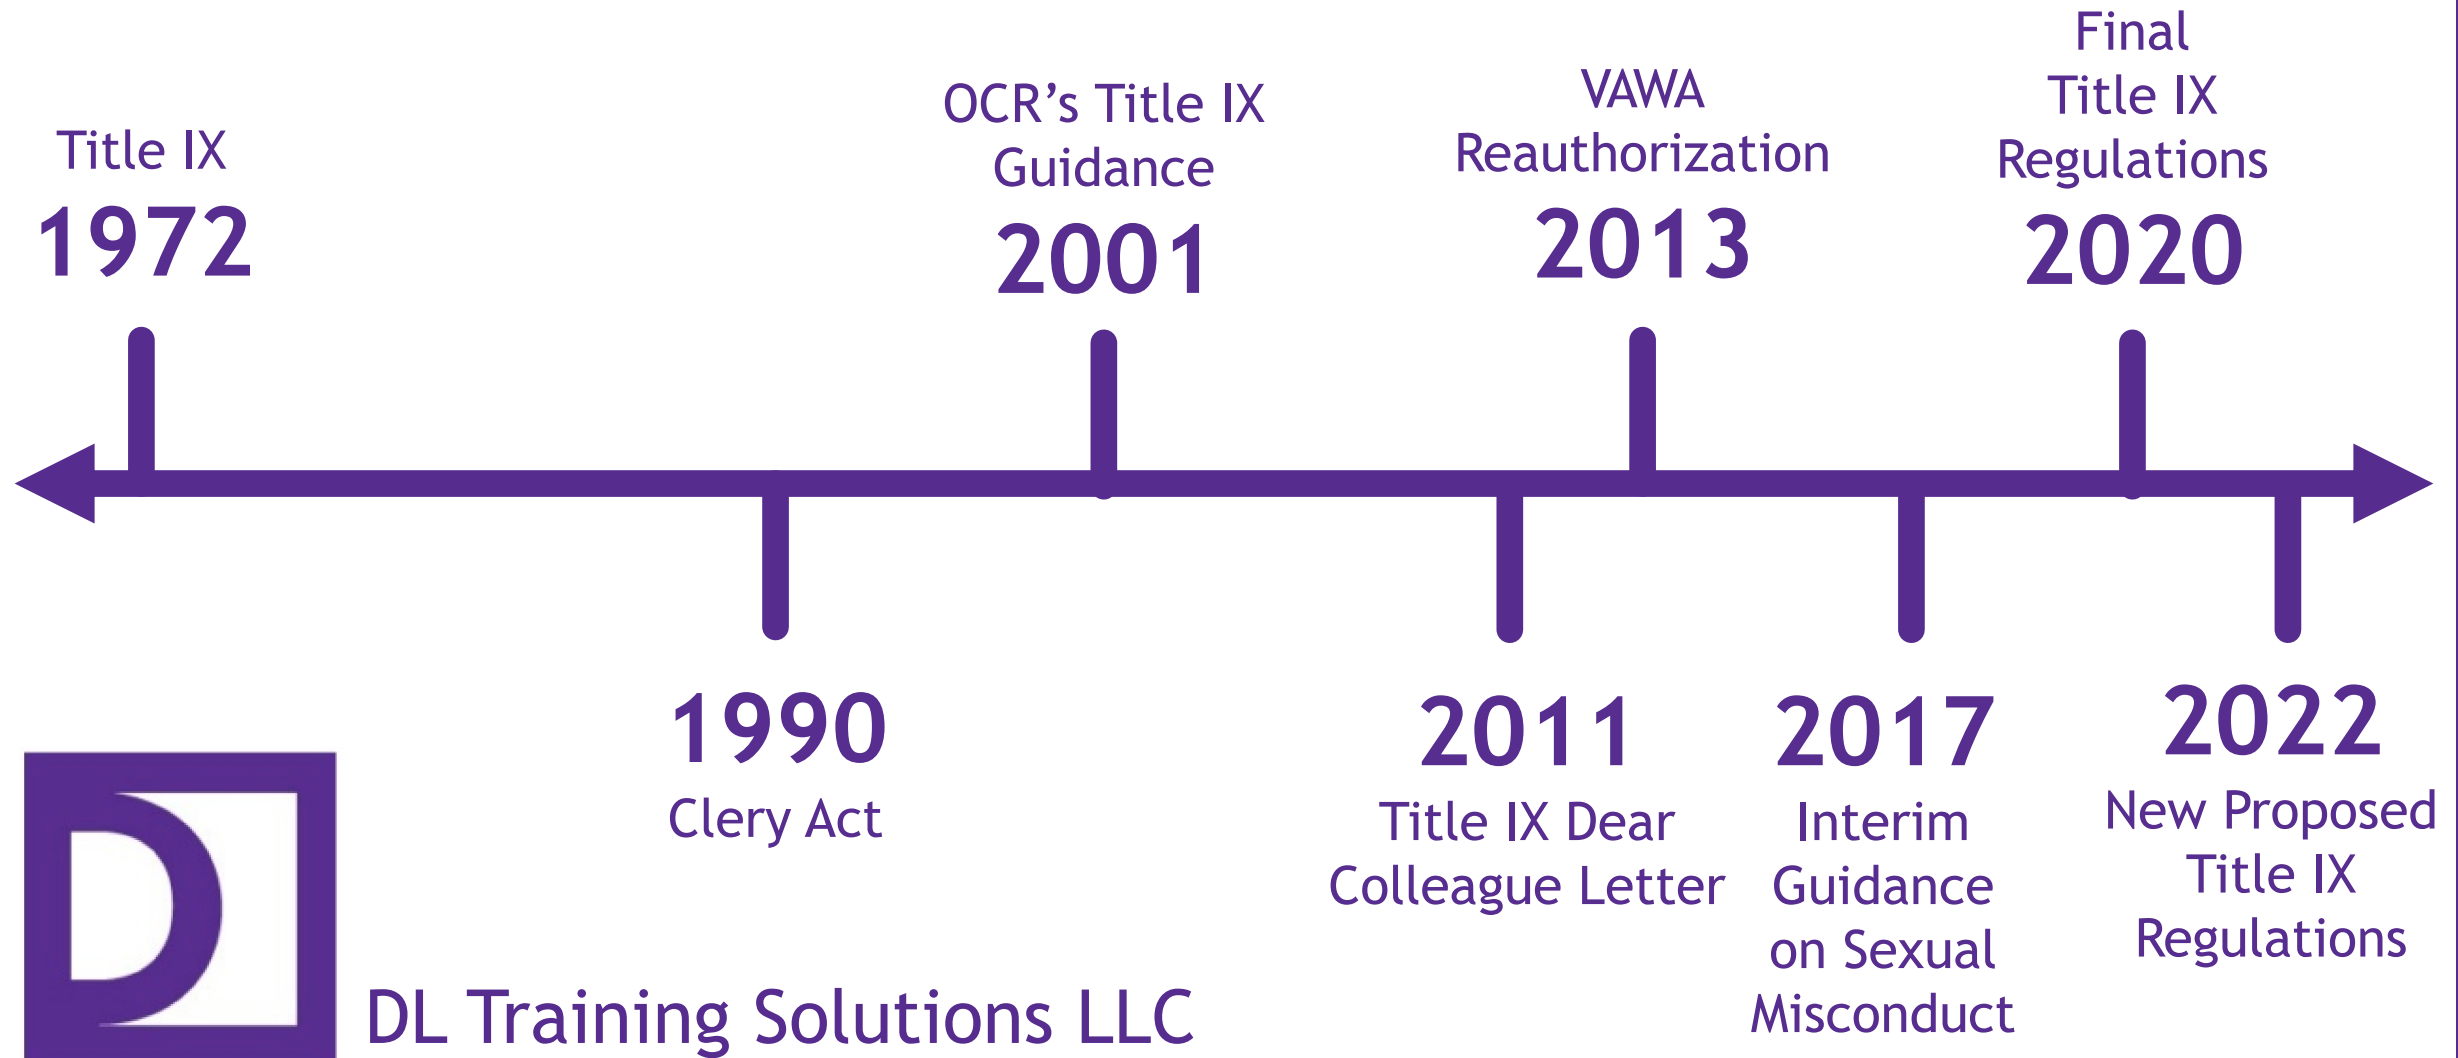 Title IX
1972
1990
Clery Act
OCR’s Title IX
Guidance
2001
2011
Title IX Dear
Colleague Letter
VAWA
Reauthorization
2013
2017
Interim
Guidance
on Sexual
Misconduct
Final
Title IX
Regulations
2020
2022
New Proposed
Title IX
Regulations
D
DL Training Solutions LLC